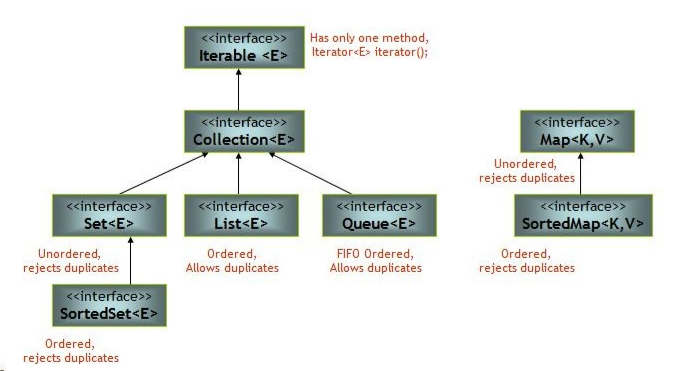 <<interface>>
Iterable <E>
Has only one method,
Iterator<E> iterator();
<<interface>>
Collection<E>
<<interface>>
Map<K,V>
Unordered,
rejects duplicates
<<interface>>
Set<E>
<<interface>>
List<E>
<<interface>>
Queue<E>
<<interface>>
SortedMap<K,V>
Unordered,
rejects duplicates
Ordered,
Allows duplicates
FIFO Ordered,
Allows duplicates
Ordered,
rejects duplicates
<<interface>>
SortedSet<E>
Ordered,
rejects duplicates